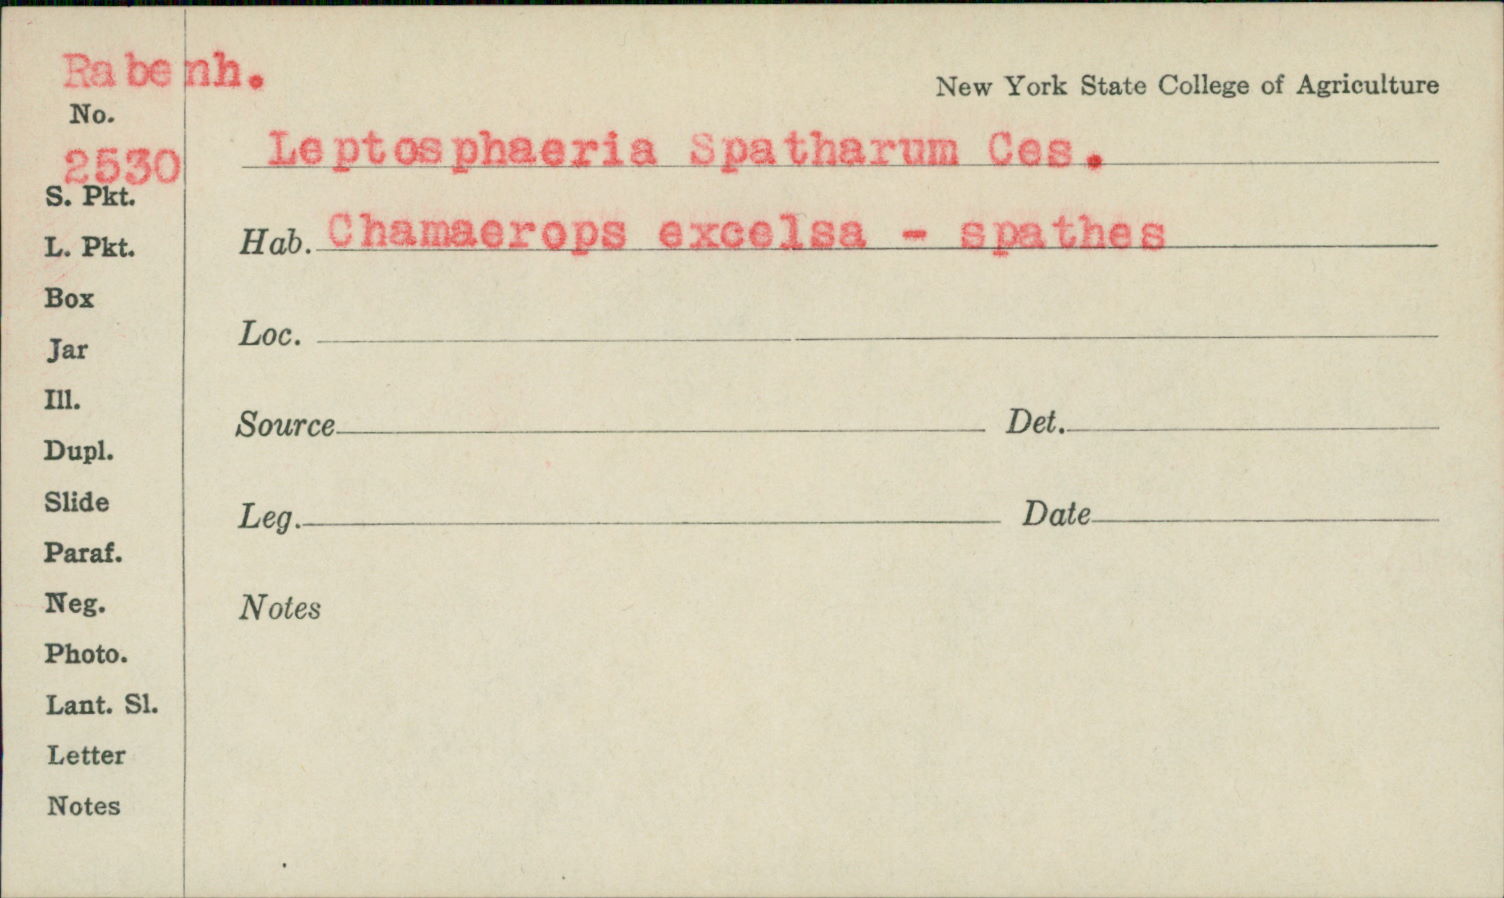 Rabenh.
New York State College of Agriculture
No.
2530
Leptosphaeria Spatharum Ces.
S. Pkt.
Hab. Chamaerops excelsa - spathes
L. Pkt.
Box
Loc.
Jar
Ill.
Source Det.
Dupl.
Slide
Leg. Date
Paraf.
Neg.
Notes
Photo.
Lant. Sl.
Letter
Notes